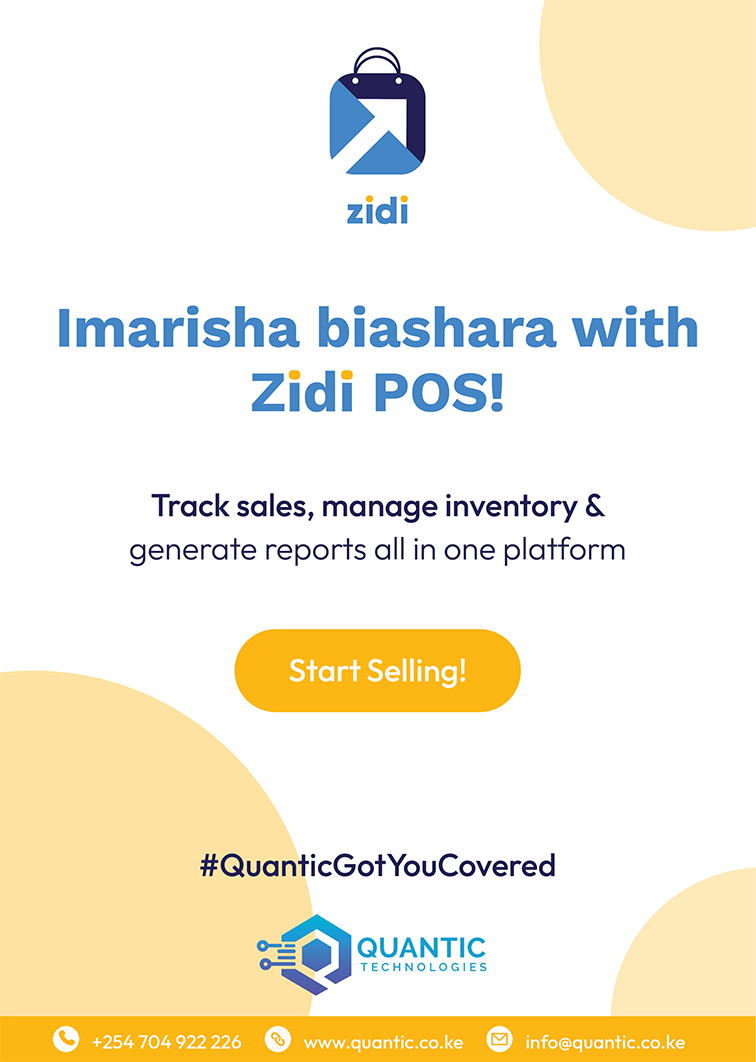 zidi
Imarisha biashara with
Zidi POS!
Track sales, manage inventory &
generate reports all in one platform
Start Selling!
#QuanticGotYouCovered
QUANTIC
TECHNOLOGIES
+254 704 922 226 www.quantic.co.ke info@quantic.co.ke